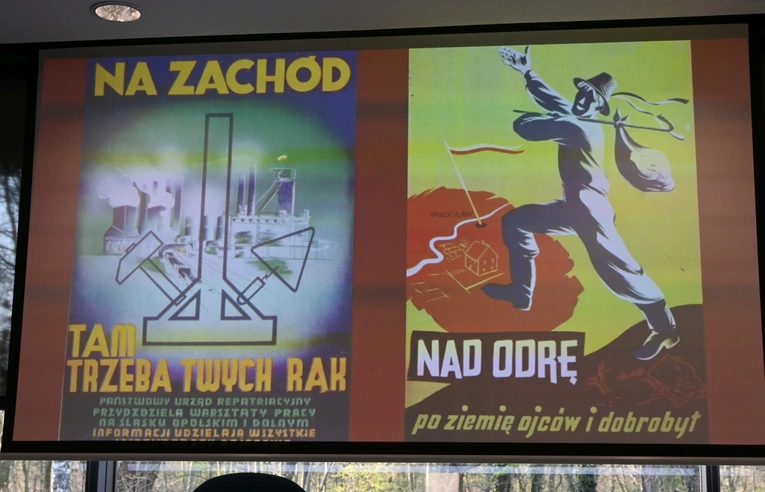 NA ZACHÓD
TAM
TRZEBA TWYCH RĄK
PAŃSTWOWY URZĄD REPATRIACYJNY
PRZYDZIELA WARSZTATY PRACY
NA ŚLĄSKU OPOLSKIM I DOLNYM
INFORMACJI UDZIELAJĄ WSZYSTKIE
WROCŁAW
NAD ODRĘ
po ziemię ojców i dobrobyt